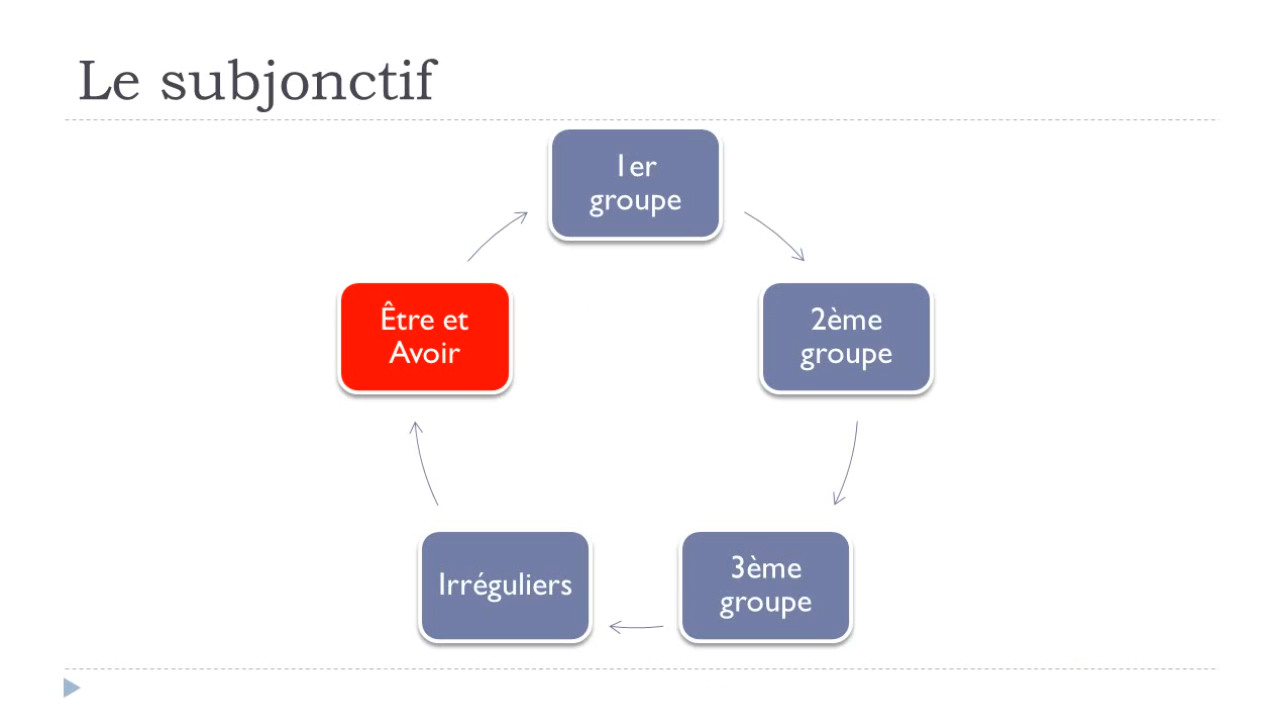 Le subjonctif
1er
groupe
2ème
groupe
3ème
groupe
Irréguliers
Être et
Avoir